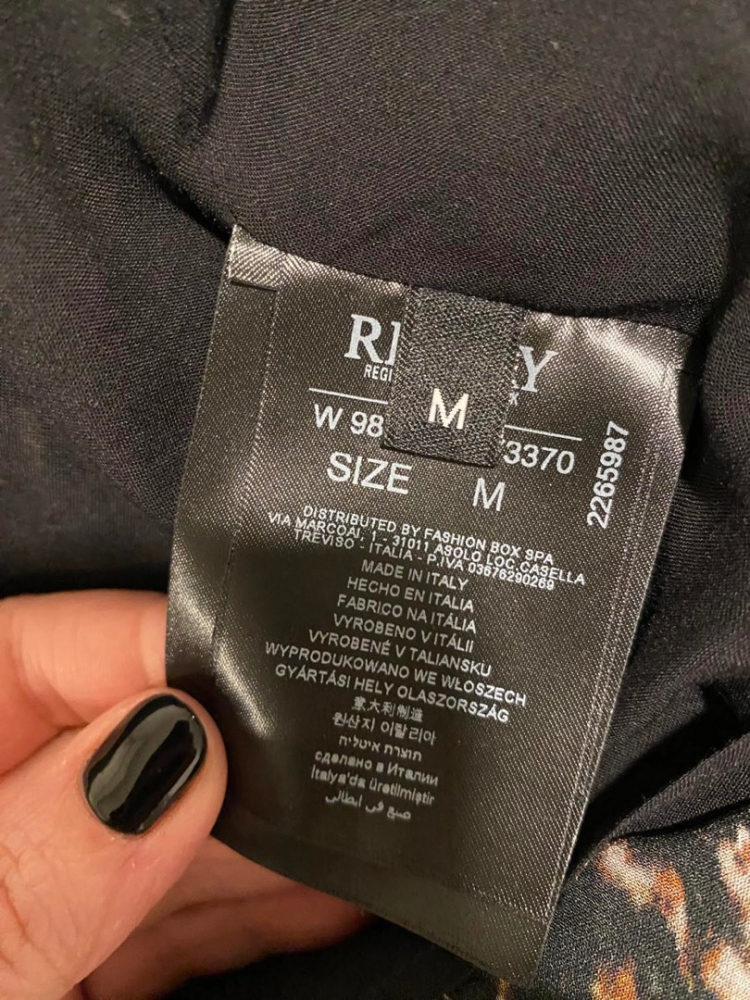 RE Y
REGI
M
W 98 3370
SIZE M
2265987
DISTRIBUTED BY FASHION BOX SPA
VIA MARCOAI, 1 - 31011 ASOLO LOC.CASELLA
TREVISO - ITALIA - P.IVA 03676290269
MADE IN ITALY
HECHO EN ITALIA
FABRICO NA ITÁLIA
VYROBENO V ITÁLII
VYROBENÉ V TALIANSKU
WYPRODUKOWANO WE WŁOSZECH
GYÁRTÁSI HELY OLASZORSZÁG
意大利制造
원산지 이탈리아
תוצרת איטליה
сделано в Италии
İtalya'da üretilmiştir
صنع في ايطالي